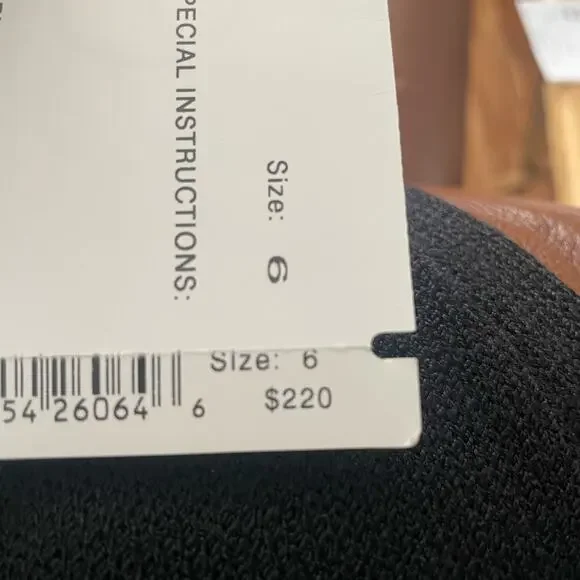 PECIAL INSTRUCTIONS:
Size: 6
Size: 6
54 26064 6
$220